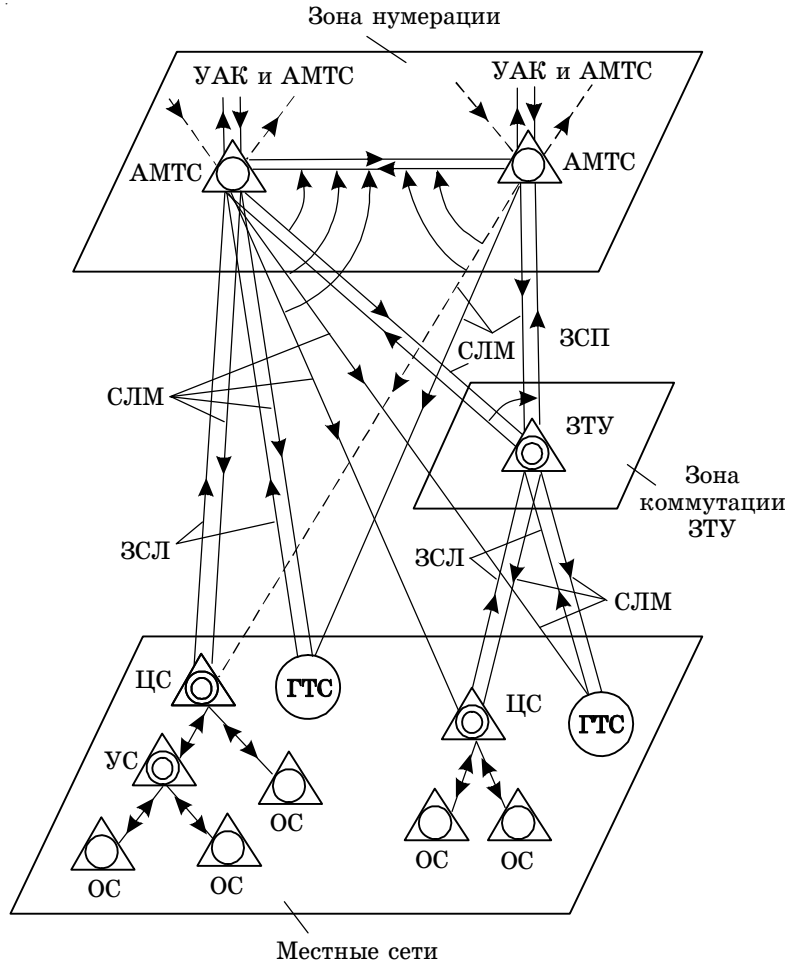 Зона нумерации
УАК и АМТС
УАК и АМТС
АМТС
АМТС
СЛМ
ЗСП
СЛМ
ЗТУ
Зона
коммутации
ЗТУ
ЗСЛ
ЗСЛ
СЛМ
ЦС
ГТС
ЦС
ГТС
УС
ОС
ОС
ОС
ОС
ОС
Местные сети